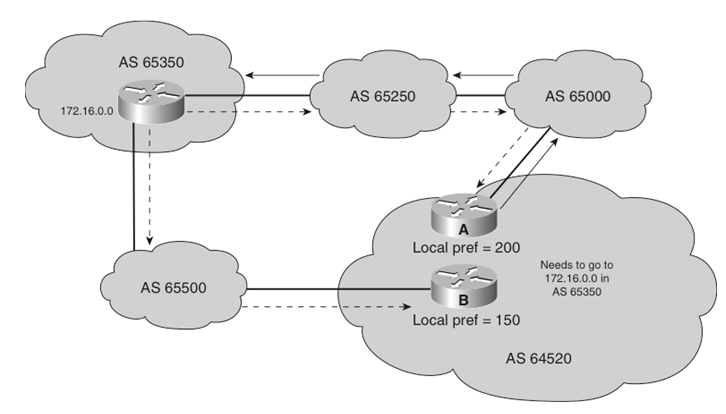 AS 65350
172.16.0.0
AS 65250
AS 65000
A
Local pref = 200
Needs to go to
172.16.0.0 in
AS 65350
AS 65500
B
Local pref = 150
AS 64520